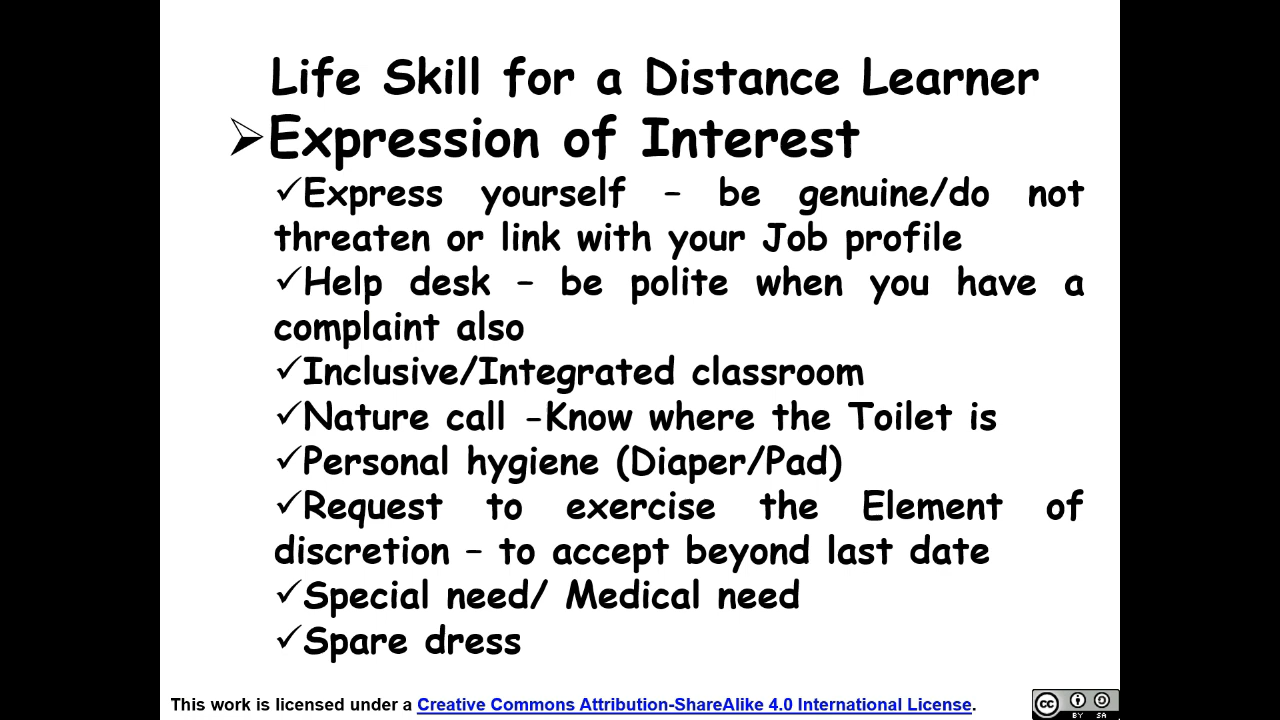 Life Skill for a Distance Learner
➢Expression of Interest
✓Express yourself – be genuine/do not
threaten or link with your Job profile
✓Help desk – be polite when you have a
complaint also
✓Inclusive/Integrated classroom
✓Nature call -Know where the Toilet is
✓Personal hygiene (Diaper/Pad)
✓Request to exercise the Element of
discretion – to accept beyond last date
✓Special need/ Medical need
✓Spare dress
This work is licensed under a Creative Commons Attribution-ShareAlike 4.0 International License.
cc BY SA